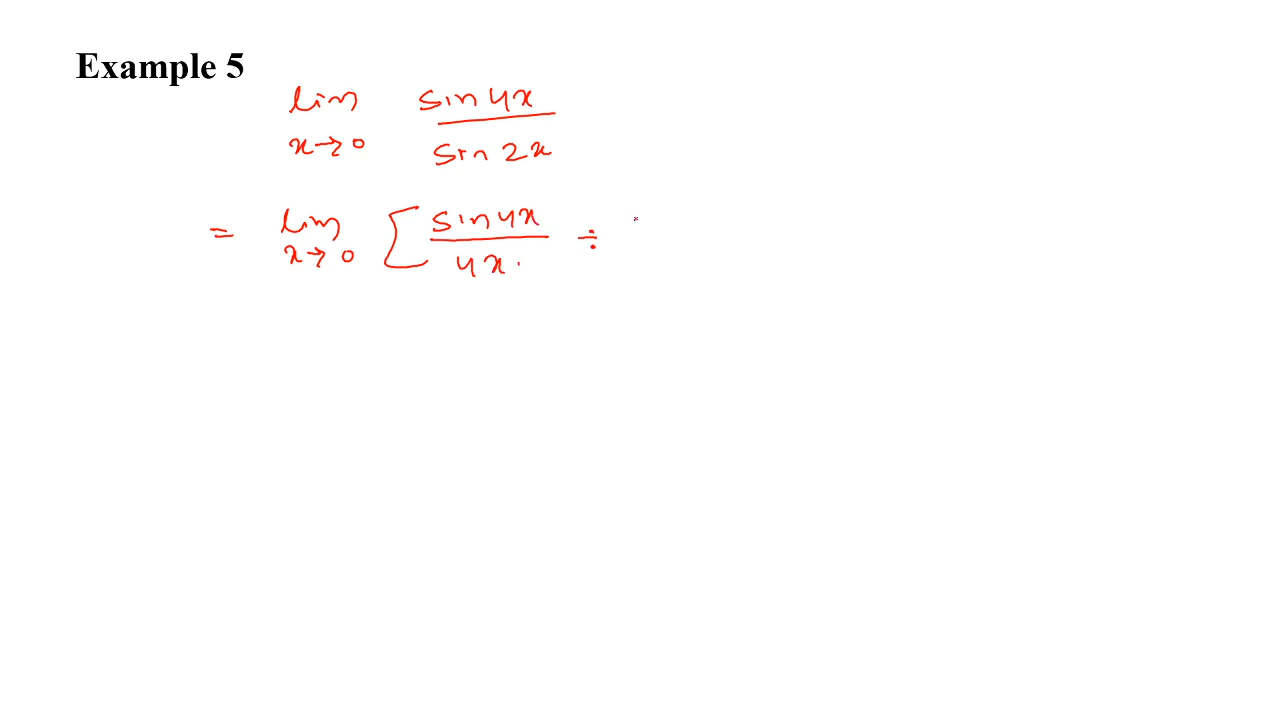 Example 5
lim sin 4x
x→0 sin 2x
= lim [ sin 4x ÷
x→0 4x.